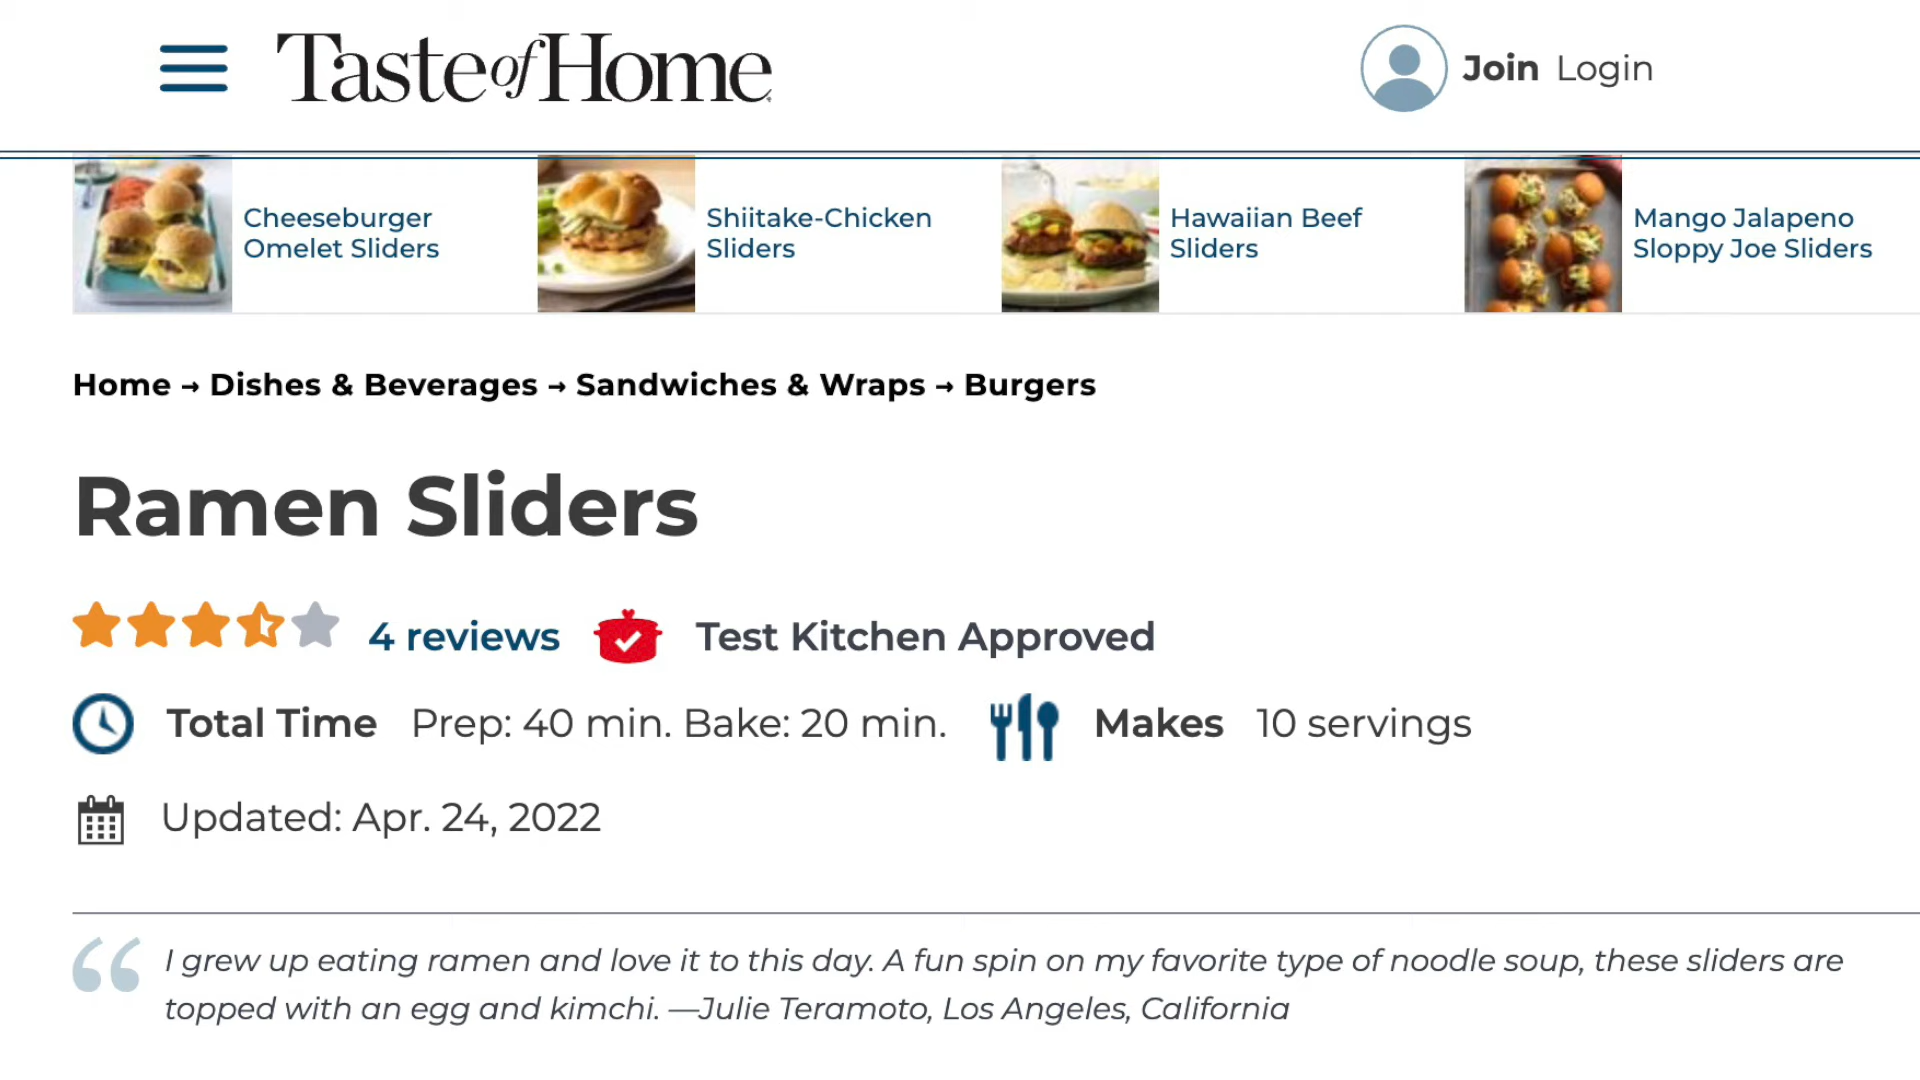 Taste of Home
Join Login
Cheeseburger
Omelet Sliders
Shiitake-Chicken
Sliders
Hawaiian Beef
Sliders
Mango Jalapeno
Sloppy Joe Sliders
Home → Dishes & Beverages → Sandwiches & Wraps → Burgers
Ramen Sliders
4 reviews Test Kitchen Approved
Total Time Prep: 40 min. Bake: 20 min. Makes 10 servings
Updated: Apr. 24, 2022
“ I grew up eating ramen and love it to this day. A fun spin on my favorite type of noodle soup, these sliders are
topped with an egg and kimchi. —Julie Teramoto, Los Angeles, California